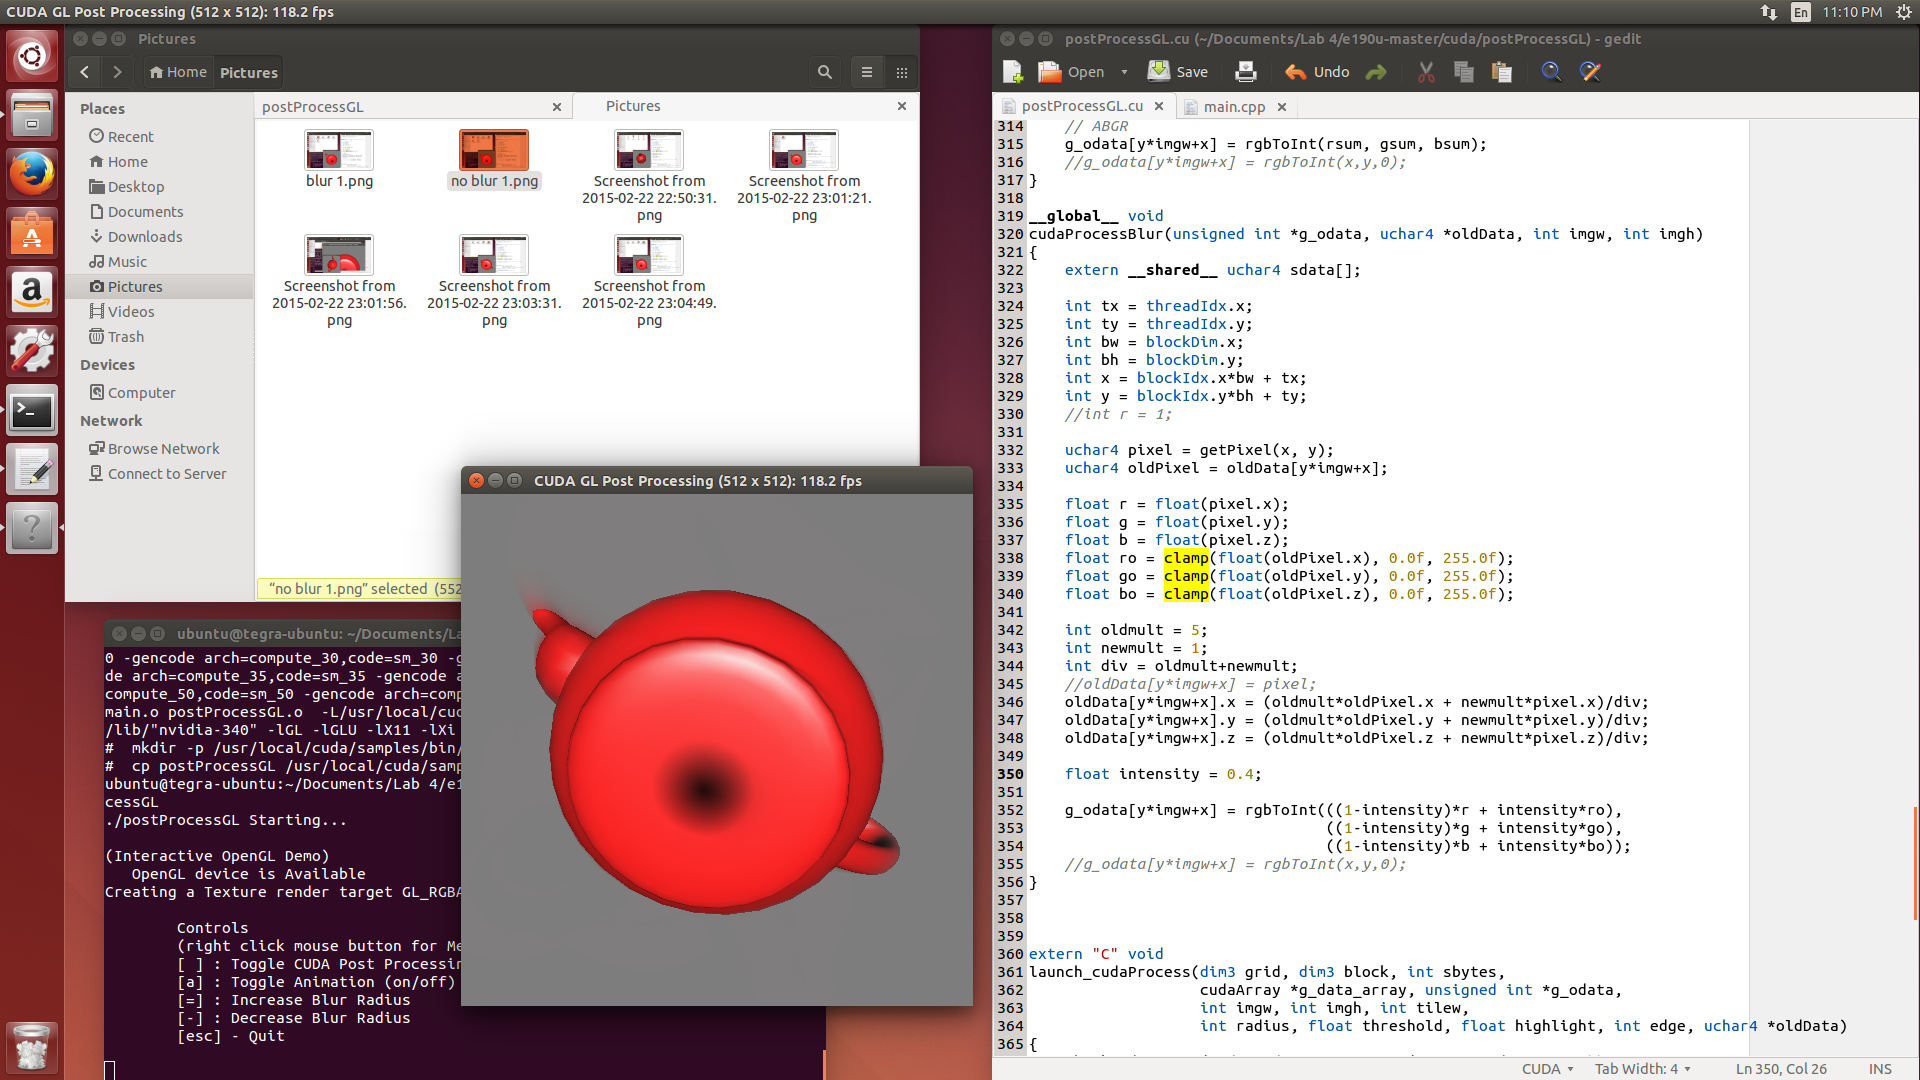 CUDA GL Post Processing (512 x 512): 118.2 fps
En
11:10 PM
Pictures
Home
Pictures
Places
Recent
Home
Desktop
Documents
Downloads
Music
Pictures
Videos
Trash
Devices
Computer
Network
Browse Network
Connect to Server
postProcessGL
Pictures
blur 1.png
no blur 1.png
Screenshot from
2015-02-22 22:50:31.
png
Screenshot from
2015-02-22 23:01:21.
png
Screenshot from
2015-02-22 23:01:56.
png
Screenshot from
2015-02-22 23:03:31.
png
Screenshot from
2015-02-22 23:04:49.
png
“no blur 1.png” selected (552
ubuntu@tegra-ubuntu: ~/Documents/La
0 -gencode arch=compute_30,code=sm_30 -g
de arch=compute_35,code=sm_35 -gencode a
compute_50,code=sm_50 -gencode arch=comp
main.o postProcessGL.o  -L/usr/local/cud
/lib/"nvidia-340" -lGL -lGLU -lX11 -lXi
#  mkdir -p /usr/local/cuda/samples/bin/
#  cp postProcessGL /usr/local/cuda/samp
ubuntu@tegra-ubuntu:~/Documents/Lab 4/e1
cessGL
./postProcessGL Starting...
(Interactive OpenGL Demo)
OpenGL device is Available
Creating a Texture render target GL_RGBA
Controls
(right click mouse button for Me
[ ] : Toggle CUDA Post Processin
[a] : Toggle Animation (on/off)
[=] : Increase Blur Radius
[-] : Decrease Blur Radius
[esc] - Quit
CUDA GL Post Processing (512 x 512): 118.2 fps
postProcessGL.cu (~/Documents/Lab 4/e190u-master/cuda/postProcessGL) - gedit
Open
Save
Undo
postProcessGL.cu
main.cpp
314 // ABGR
315 g_odata[y*imgw+x] = rgbToInt(rsum, gsum, bsum);
316 //g_odata[y*imgw+x] = rgbToInt(x,y,0);
317 }
318
319 __global__ void
320 cudaProcessBlur(unsigned int *g_odata, uchar4 *oldData, int imgw, int imgh)
321 {
322 extern __shared__ uchar4 sdata[];
323
324 int tx = threadIdx.x;
325 int ty = threadIdx.y;
326 int bw = blockDim.x;
327 int bh = blockDim.y;
328 int x = blockIdx.x*bw + tx;
329 int y = blockIdx.y*bh + ty;
330 //int r = 1;
331
332 uchar4 pixel = getPixel(x, y);
333 uchar4 oldPixel = oldData[y*imgw+x];
334
335 float r = float(pixel.x);
336 float g = float(pixel.y);
337 float b = float(pixel.z);
338 float ro = clamp(float(oldPixel.x), 0.0f, 255.0f);
339 float go = clamp(float(oldPixel.y), 0.0f, 255.0f);
340 float bo = clamp(float(oldPixel.z), 0.0f, 255.0f);
341
342 int oldmult = 5;
343 int newmult = 1;
344 int div = oldmult+newmult;
345 //oldData[y*imgw+x] = pixel;
346 oldData[y*imgw+x].x = (oldmult*oldPixel.x + newmult*pixel.x)/div;
347 oldData[y*imgw+x].y = (oldmult*oldPixel.y + newmult*pixel.y)/div;
348 oldData[y*imgw+x].z = (oldmult*oldPixel.z + newmult*pixel.z)/div;
349
350 float intensity = 0.4;
351
352 g_odata[y*imgw+x] = rgbToInt(((1-intensity)*r + intensity*ro),
353 ((1-intensity)*g + intensity*go),
354 ((1-intensity)*b + intensity*bo));
355 //g_odata[y*imgw+x] = rgbToInt(x,y,0);
356 }
357
358
359
360 extern "C" void
361 launch_cudaProcess(dim3 grid, dim3 block, int sbytes,
362 cudaArray *g_data_array, unsigned int *g_odata,
363 int imgw, int imgh, int tilew,
364 int radius, float threshold, float highlight, int edge, uchar4 *oldData)
365 {
CUDA
Tab Width: 4
Ln 350, Col 26
INS